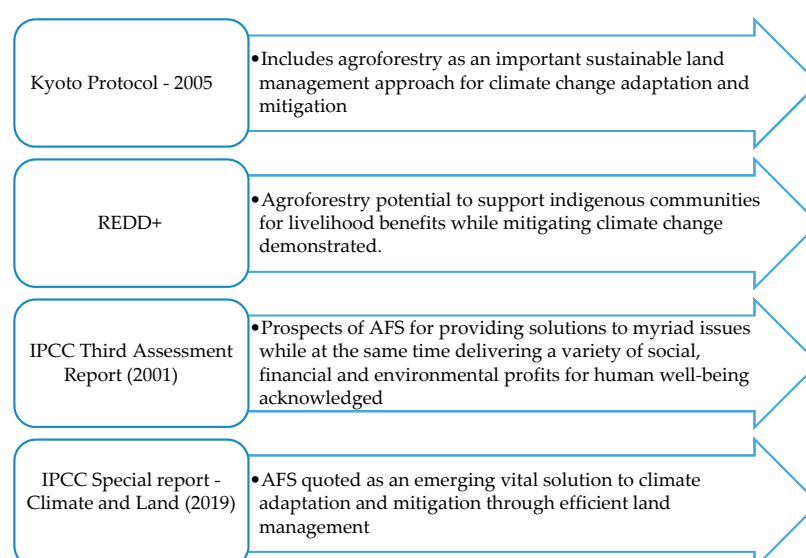 Kyoto Protocol - 2005
•Includes agroforestry as an important sustainable land
management approach for climate change adaptation and
mitigation
REDD+
•Agroforestry potential to support indigenous communities
for livelihood benefits while mitigating climate change
demonstrated.
IPCC Third Assessment
Report (2001)
•Prospects of AFS for providing solutions to myriad issues
while at the same time delivering a variety of social,
financial and environmental profits for human well-being
acknowledged
IPCC Special report -
Climate and Land (2019)
•AFS quoted as an emerging vital solution to climate
adaptation and mitigation through efficient land
management